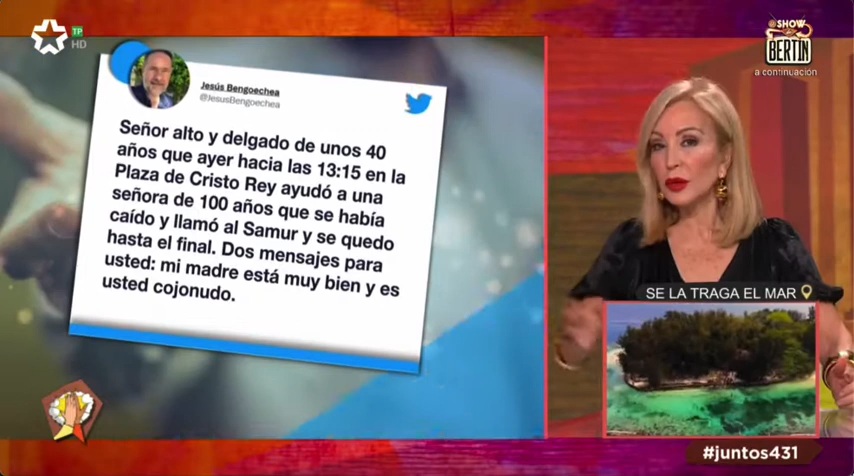 TP
HD
@SHOW
BERTÍN
a continuación
Jesús Bengoechea
@JesusBengoechea
Señor alto y delgado de unos 40
años que ayer hacia las 13:15 en la
Plaza de Cristo Rey ayudó a una
señora de 100 años que se había
caído y llamó al Samur y se quedo
hasta el final. Dos mensajes para
usted: mi madre está muy bien y es
usted cojonudo.
SE LA TRAGA EL MAR
#juntos431